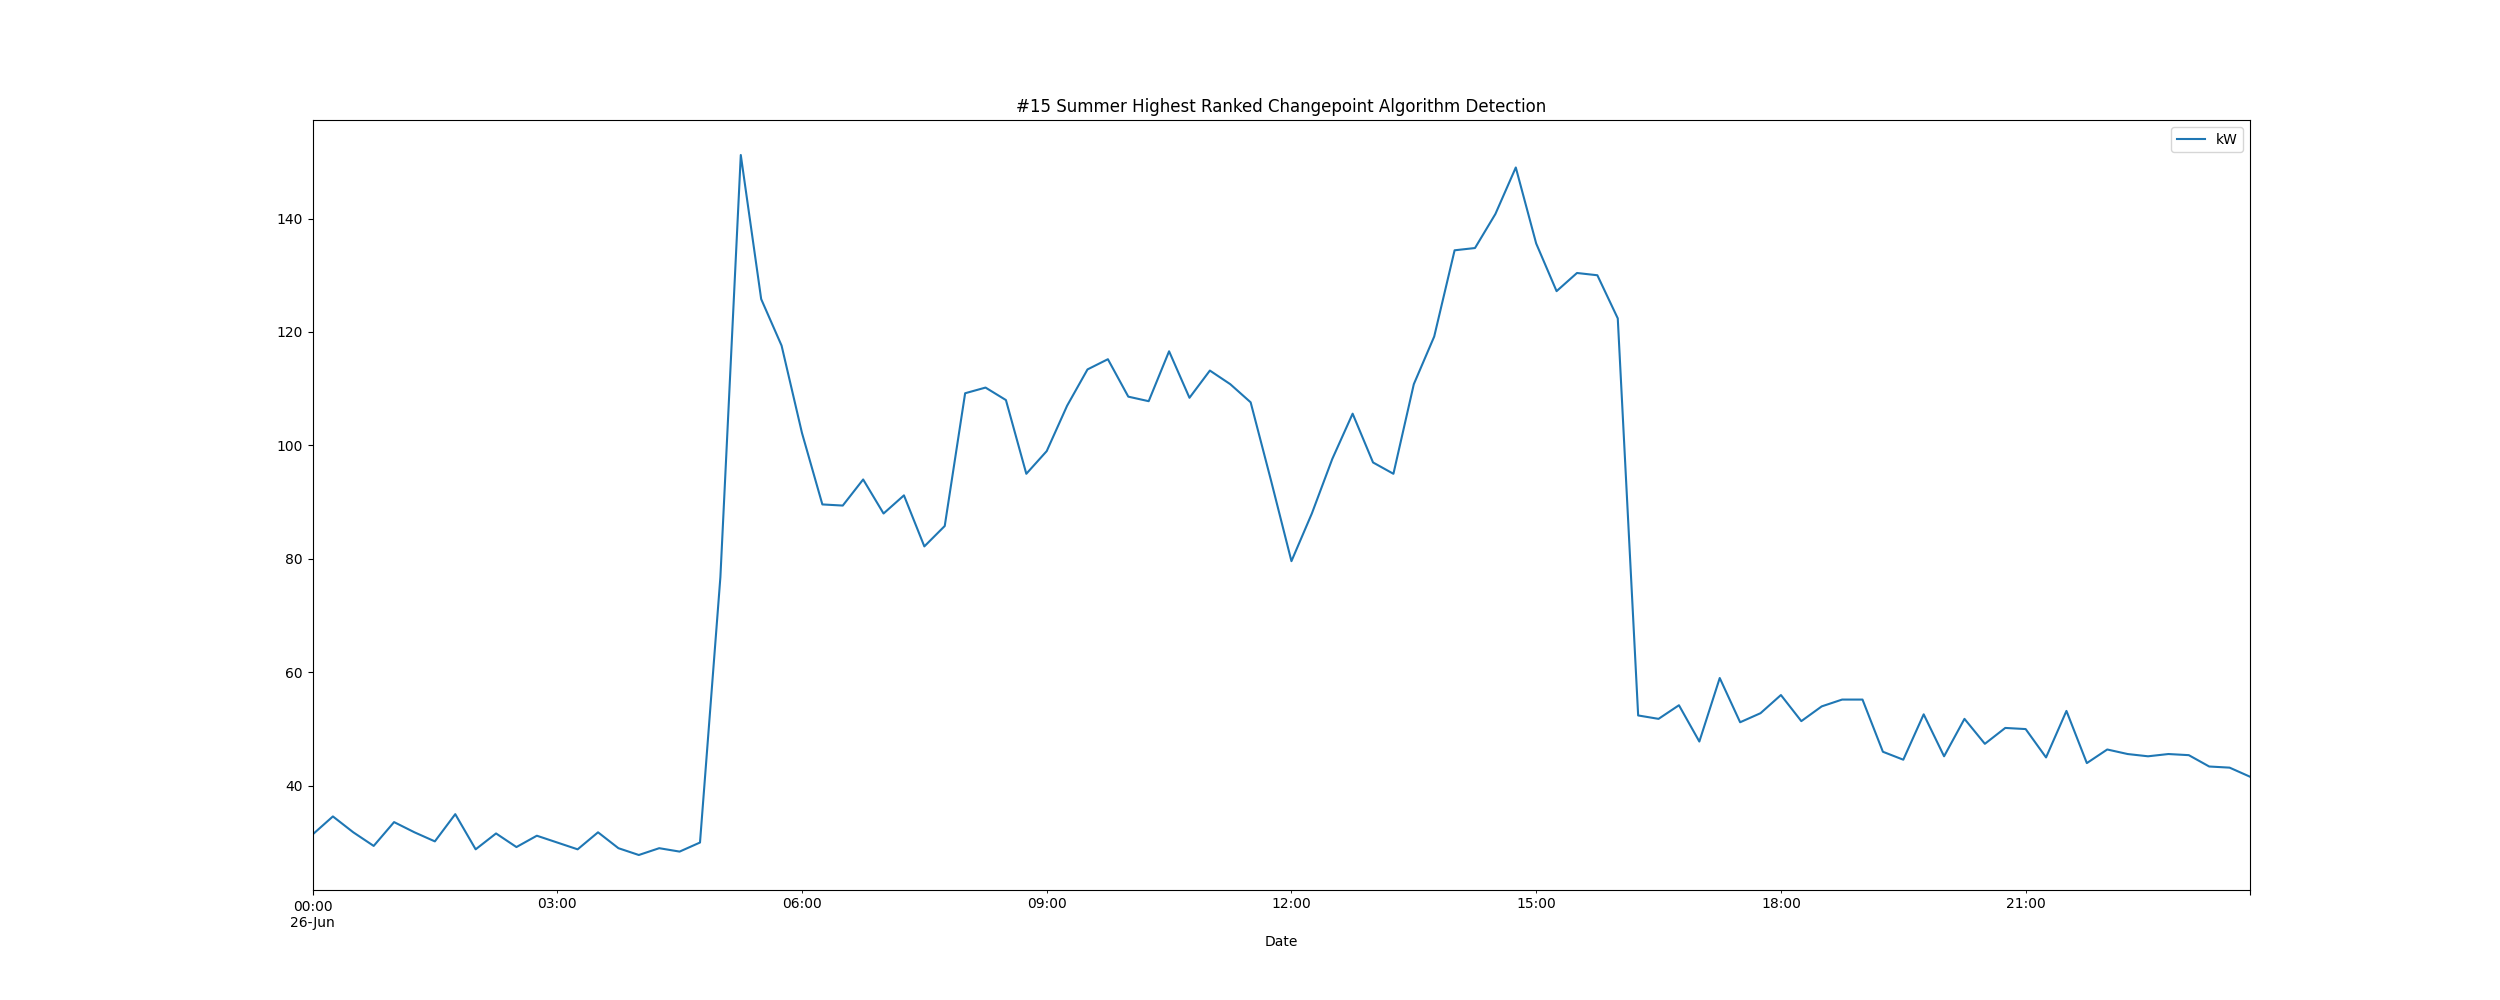 #15 Summer Highest Ranked Changepoint Algorithm Detection
kW
140
120
100
80
60
40
00:00 03:00 06:00 09:00 12:00 15:00 18:00 21:00
26-Jun
Date